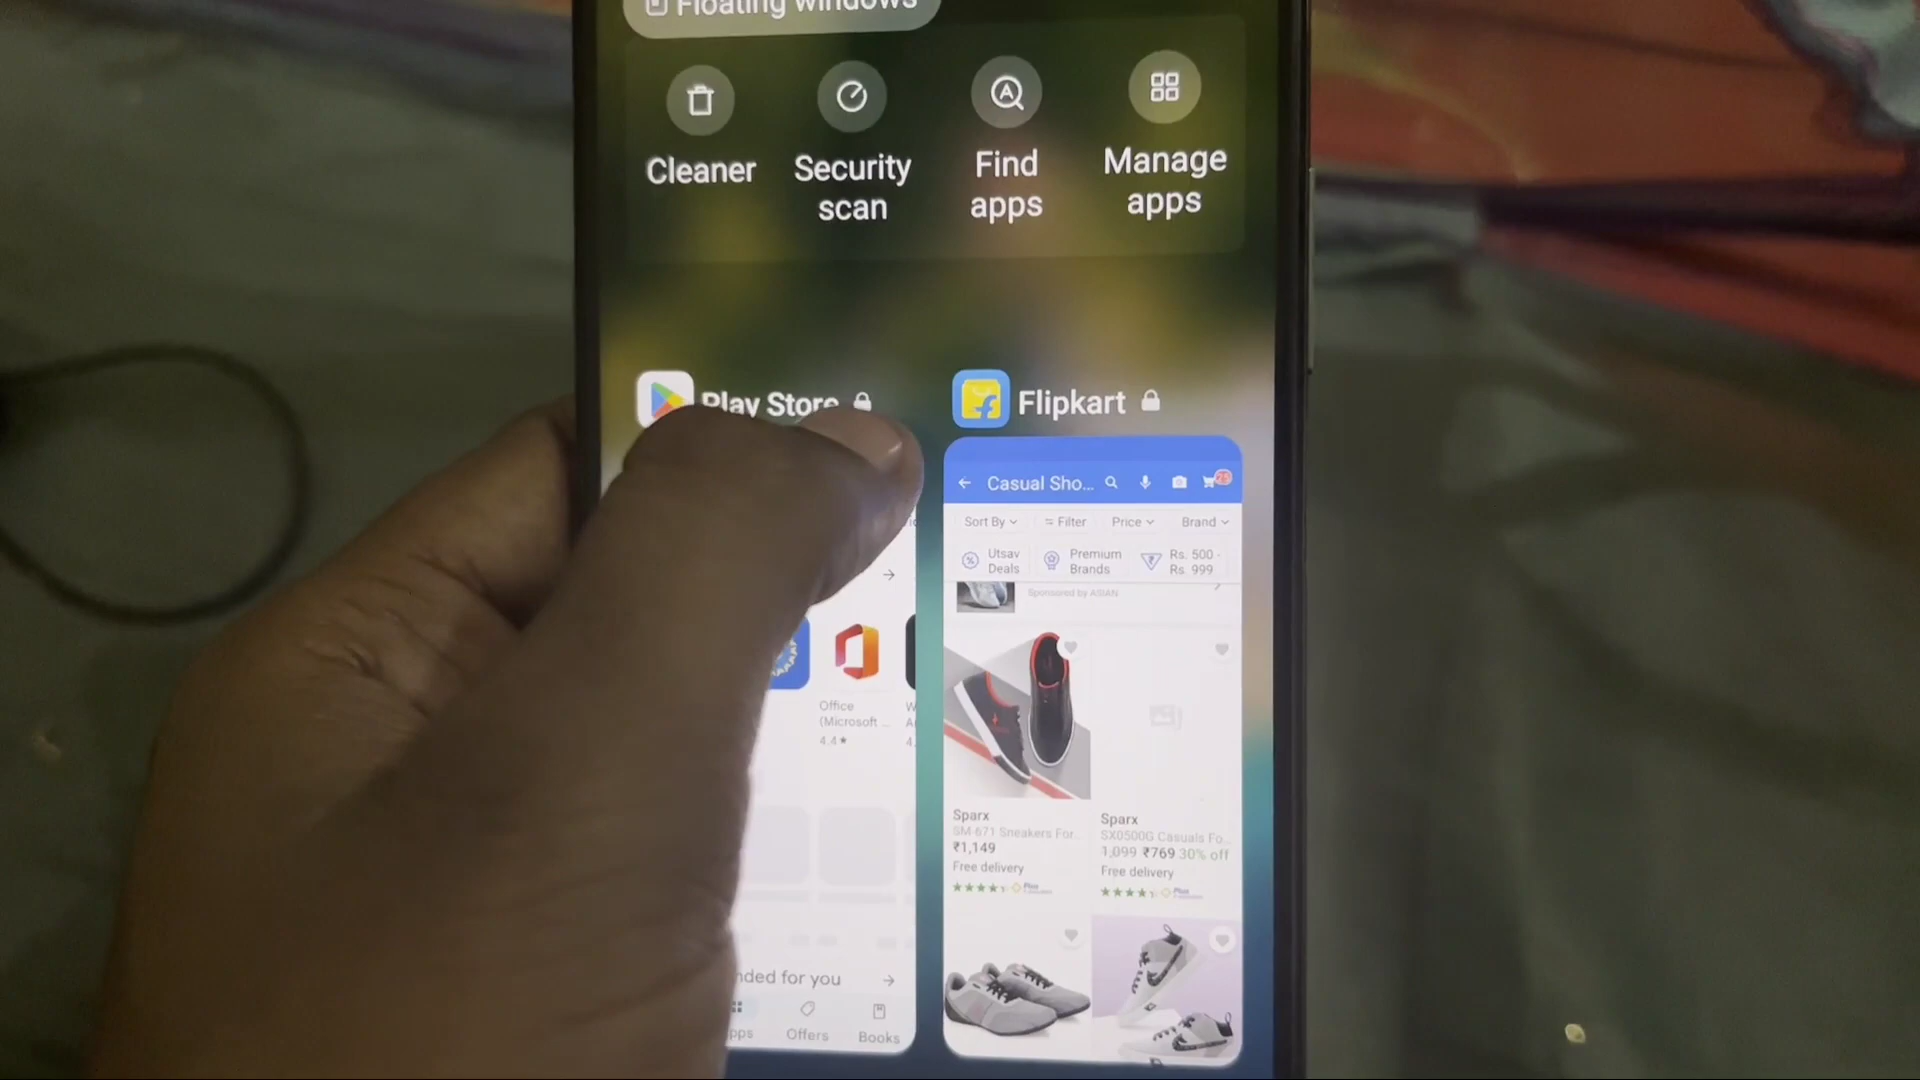 Floating windows
Cleaner
Security
scan
Find
apps
Manage
apps
Play Store
Flipkart
Casual Sho...
Sort By
Filter
Price
Brand
Utsav
Deals
Premium
Brands
Rs. 500 -
Rs. 999
Sponsored by ASIAN
Office
(Microsoft ...
4.4★
Sparx
SM-671 Sneakers For...
₹1,149
Free delivery
Plus
Sparx
SX0500G Casuals Fo...
1,099 ₹769 30% off
Free delivery
Plus
nded for you
pps
Offers
Books